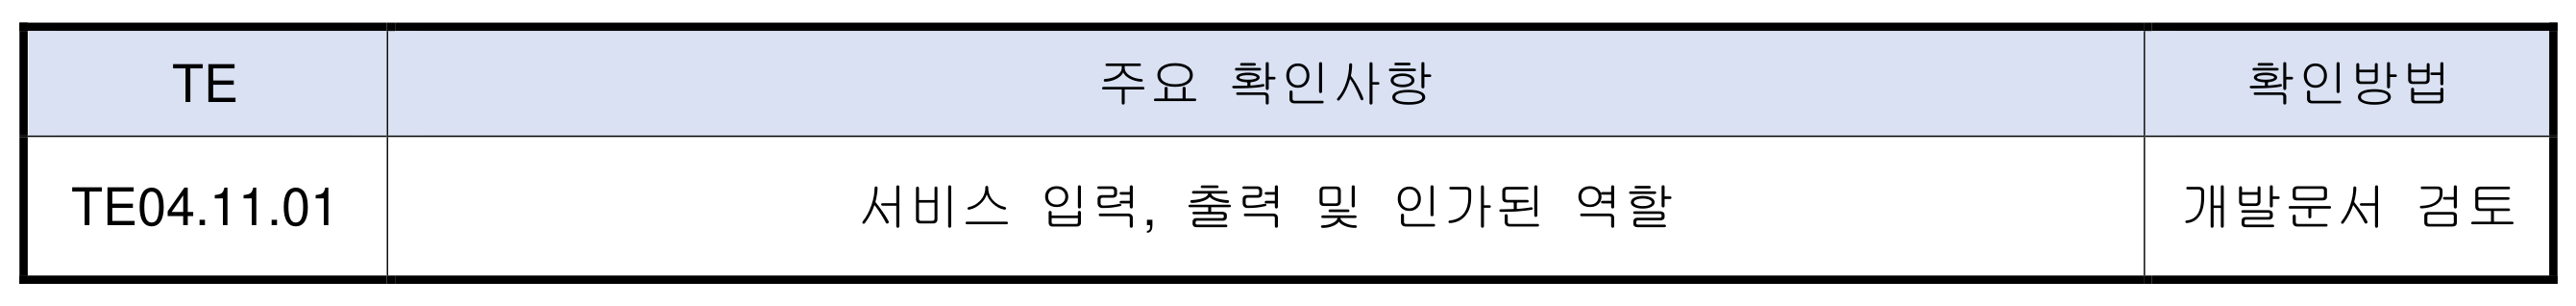 TE 주요 확인사항 확인방법
TE04.11.01 서비스 입력, 출력 및 인가된 역할 개발문서 검토